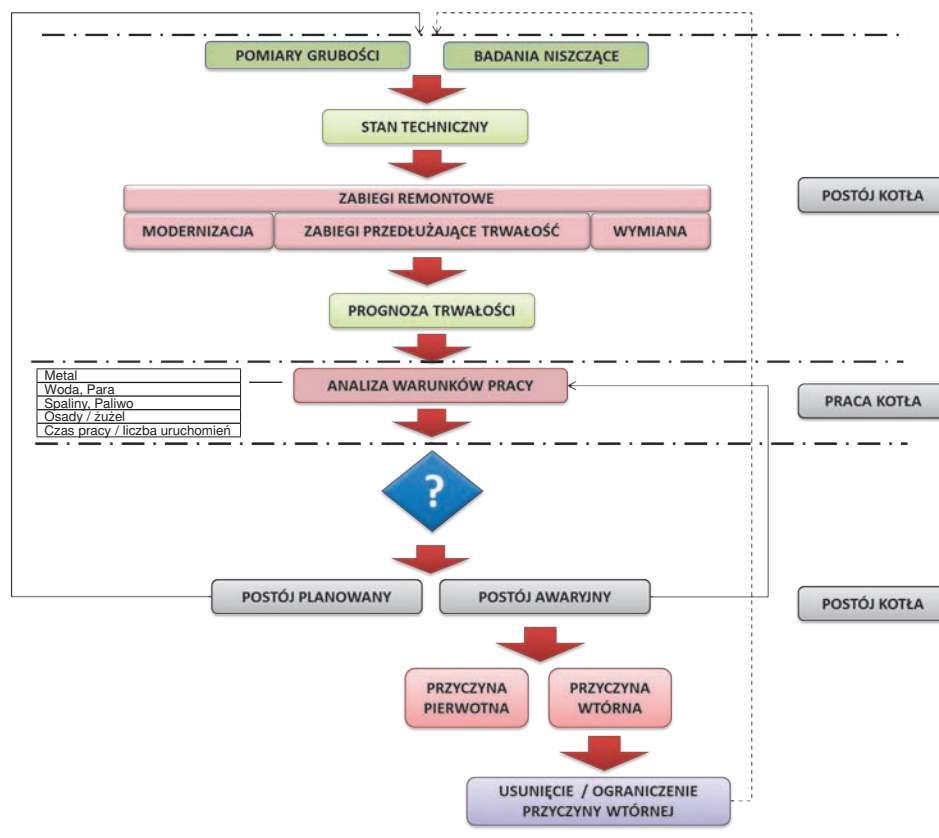 POMIARY GRUBOŚCI
BADANIA NISZCZĄCE
STAN TECHNICZNY
ZABIEGI REMONTOWE
MODERNIZACJA
ZABIEGI PRZEDŁUŻAJĄCE TRWAŁOŚĆ
WYMIANA
POSTÓJ KOTŁA
PROGNOZA TRWAŁOŚCI
Metal
Woda, Para
Spaliny, Paliwo
Osady / żużel
Czas pracy / liczba uruchomień
ANALIZA WARUNKÓW PRACY
PRACA KOTŁA
?
POSTÓJ PLANOWANY
POSTÓJ AWARYJNY
POSTÓJ KOTŁA
PRZYCZYNA
PIERWOTNA
PRZYCZYNA
WTÓRNA
USUNIĘCIE / OGRANICZENIE
PRZYCZYNY WTÓRNEJ